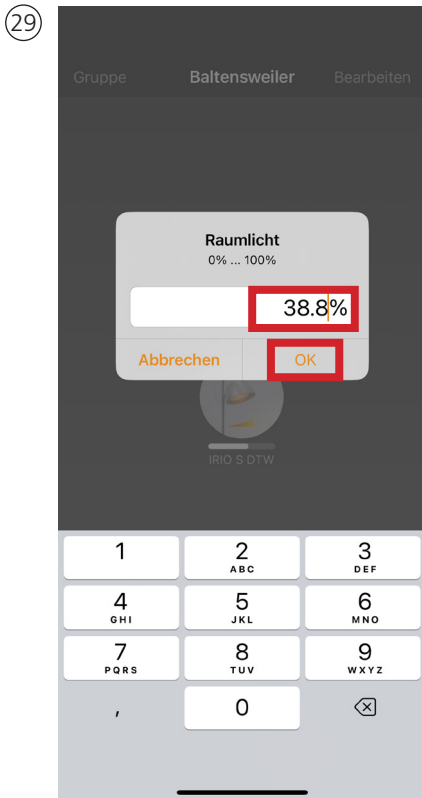 29
Gruppe Baltensweiler Bearbeiten
Raumlicht
0% ... 100%
38.8%
Abbrechen OK
IRIO S DTW
1 2 3
ABC DEF
4 5 6
GHI JKL MNO
7 8 9
PQRS TUV WXYZ
, 0